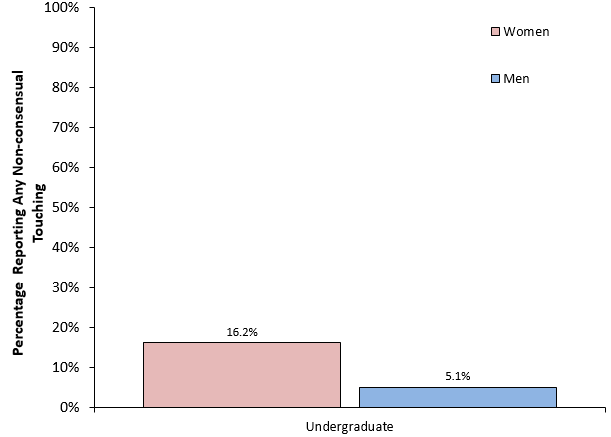 100%
90%
80%
70%
60%
50%
40%
30%
20%
10%
0%
Percentage  Reporting Any Non-consensual
Touching
Women
Men
16.2%
5.1%
Undergraduate